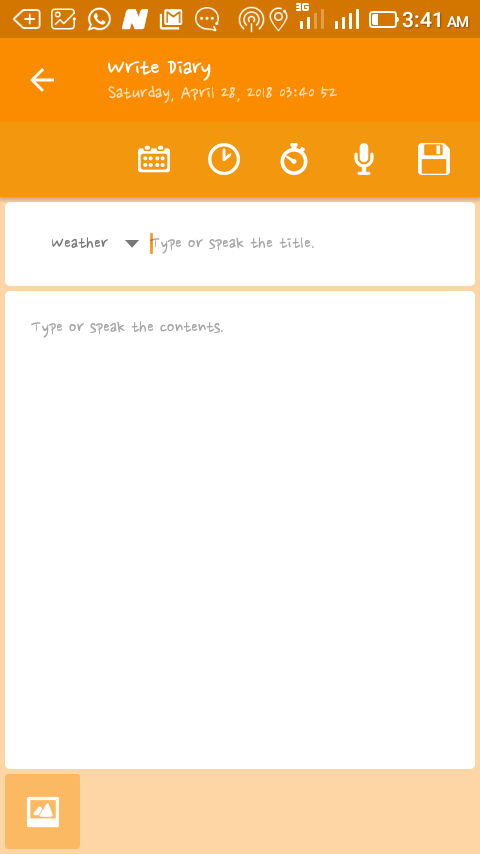 3G 3:41 AM
Write Diary
Saturday, April 28, 2018 03:40 52
Weather Type or speak the title.
Type or speak the contents.